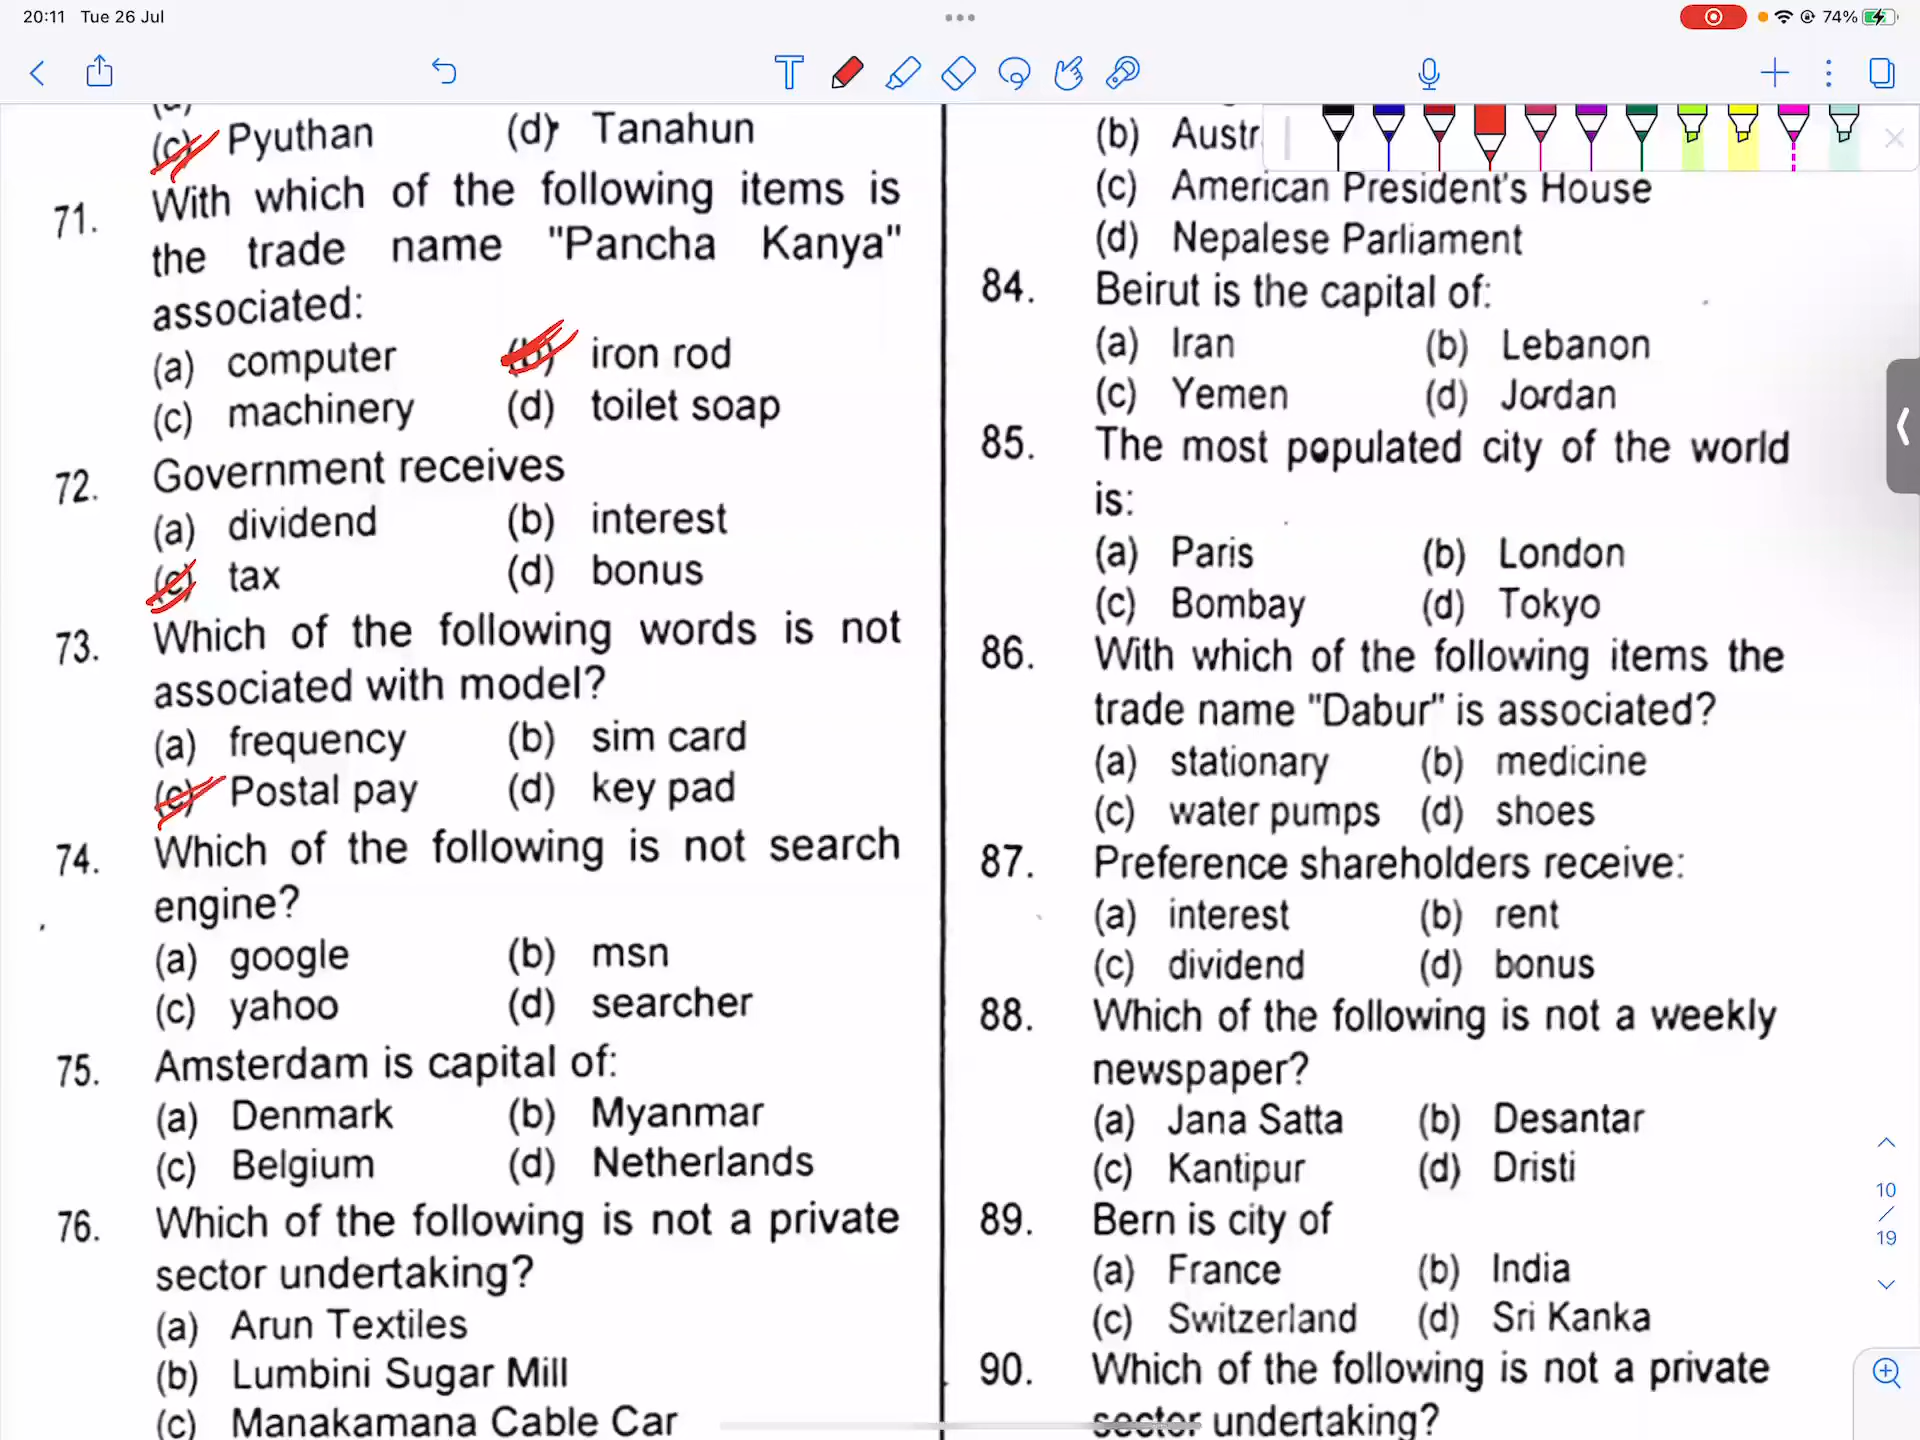 20:11 Tue 26 Jul
74%
(c) Pyuthan (d) Tanahun
71. With which of the following items is
the trade name "Pancha Kanya"
associated:
(a) computer (b) iron rod
(c) machinery (d) toilet soap
72. Government receives
(a) dividend (b) interest
(c) tax (d) bonus
73. Which of the following words is not
associated with model?
(a) frequency (b) sim card
(c) Postal pay (d) key pad
74. Which of the following is not search
engine?
(a) google (b) msn
(c) yahoo (d) searcher
75. Amsterdam is capital of:
(a) Denmark (b) Myanmar
(c) Belgium (d) Netherlands
76. Which of the following is not a private
sector undertaking?
(a) Arun Textiles
(b) Lumbini Sugar Mill
(c) Manakamana Cable Car
(b) Austr
(c) American President's House
(d) Nepalese Parliament
84. Beirut is the capital of:
(a) Iran (b) Lebanon
(c) Yemen (d) Jordan
85. The most populated city of the world
is:
(a) Paris (b) London
(c) Bombay (d) Tokyo
86. With which of the following items the
trade name "Dabur" is associated?
(a) stationary (b) medicine
(c) water pumps (d) shoes
87. Preference shareholders receive:
(a) interest (b) rent
(c) dividend (d) bonus
88. Which of the following is not a weekly
newspaper?
(a) Jana Satta (b) Desantar
(c) Kantipur (d) Dristi
89. Bern is city of
(a) France (b) India
(c) Switzerland (d) Sri Kanka
90. Which of the following is not a private
sector undertaking?
10
/
19